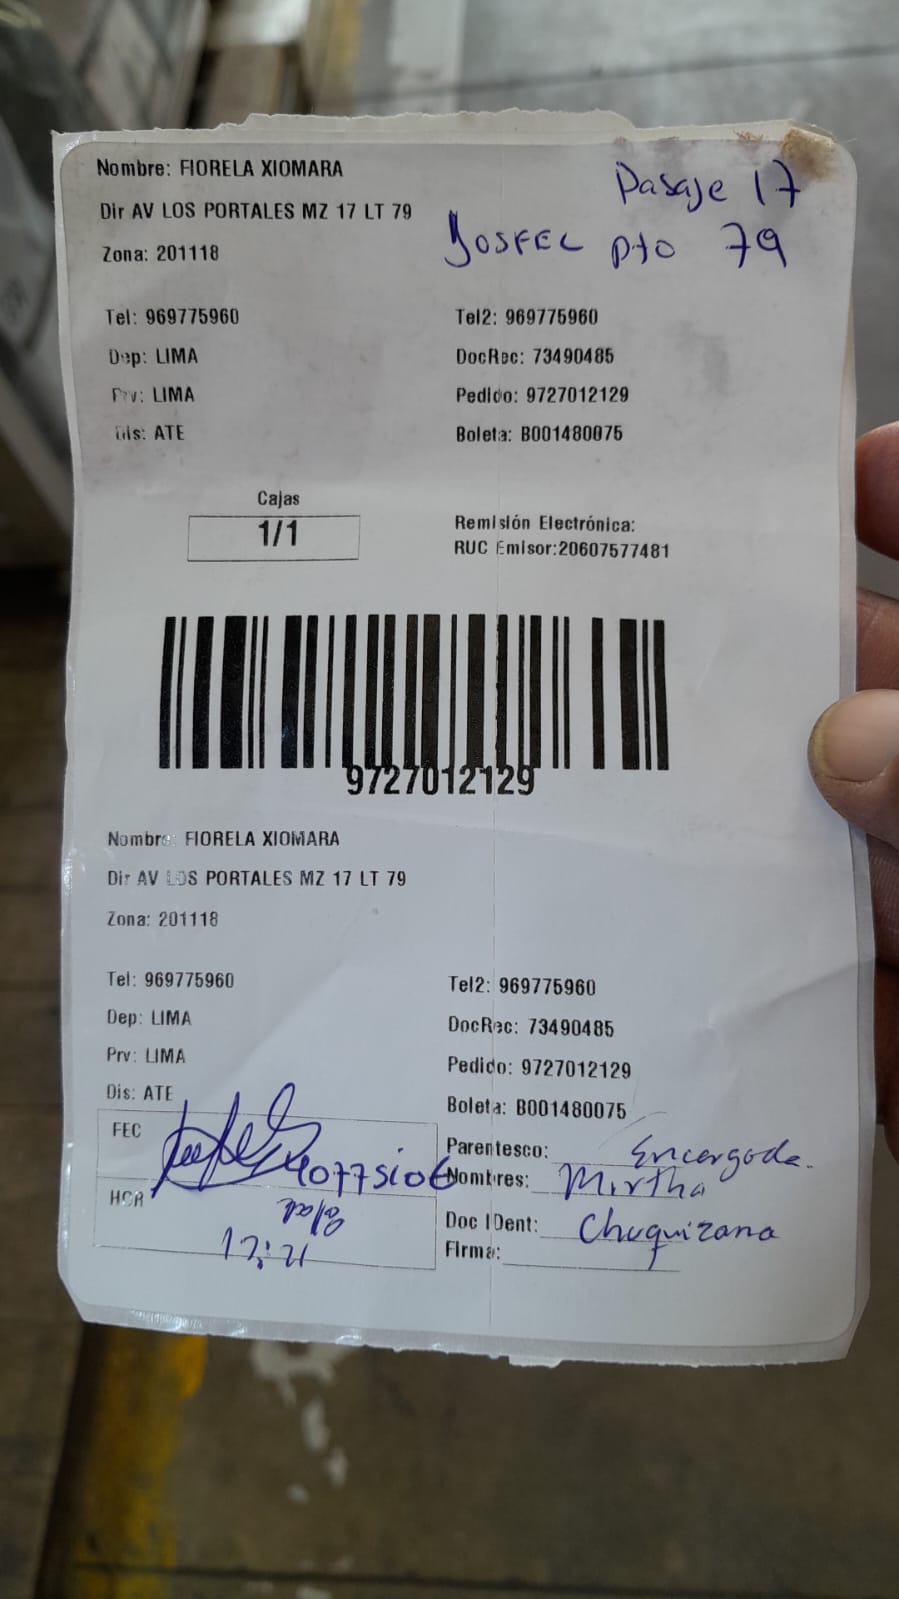 Nombre: FIORELA XIOMARA
Pasaje 17
Dir AV LOS PORTALES MZ 17 LT 79
Yosfel pto 79
Zona: 201118
Tel: 969775960 Tel2: 969775960
Dep: LIMA DocRec: 73490485
Prv: LIMA Pedido: 9727012129
Dis: ATE Boleta: B001480075
Cajas
1/1
Remisión Electrónica:
RUC Emisor:20607577481
9727012129
Nombre: FIORELA XIOMARA
Dir AV LOS PORTALES MZ 17 LT 79
Zona: 201118
Tel: 969775960 Tel2: 969775960
Dep: LIMA DocRec: 73490485
Prv: LIMA Pedido: 9727012129
Dis: ATE Boleta: B001480075
FEC
Parentesco: Encargada.
Nombres: Mirtha
HOR
Doc IDent: Chuquizana
Firma: